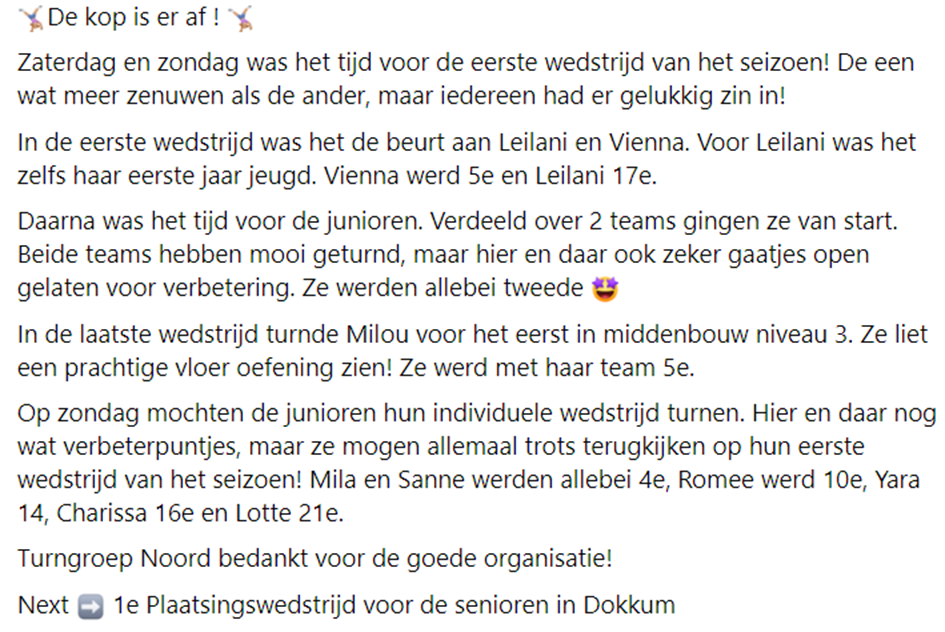 🤸‍♀️De kop is er af ! 🤸‍♀️
Zaterdag en zondag was het tijd voor de eerste wedstrijd van het seizoen! De een
wat meer zenuwen als de ander, maar iedereen had er gelukkig zin in!
In de eerste wedstrijd was het de beurt aan Leilani en Vienna. Voor Leilani was het
zelfs haar eerste jaar jeugd. Vienna werd 5e en Leilani 17e.
Daarna was het tijd voor de junioren. Verdeeld over 2 teams gingen ze van start.
Beide teams hebben mooi geturnd, maar hier en daar ook zeker gaatjes open
gelaten voor verbetering. Ze werden allebei tweede 🤩
In de laatste wedstrijd turnde Milou voor het eerst in middenbouw niveau 3. Ze liet
een prachtige vloer oefening zien! Ze werd met haar team 5e.
Op zondag mochten de junioren hun individuele wedstrijd turnen. Hier en daar nog
wat verbeterpuntjes, maar ze mogen allemaal trots terugkijken op hun eerste
wedstrijd van het seizoen! Mila en Sanne werden allebei 4e, Romee werd 10e, Yara
14, Charissa 16e en Lotte 21e.
Turngroep Noord bedankt voor de goede organisatie!
Next ➡️ 1e Plaatsingswedstrijd voor de senioren in Dokkum